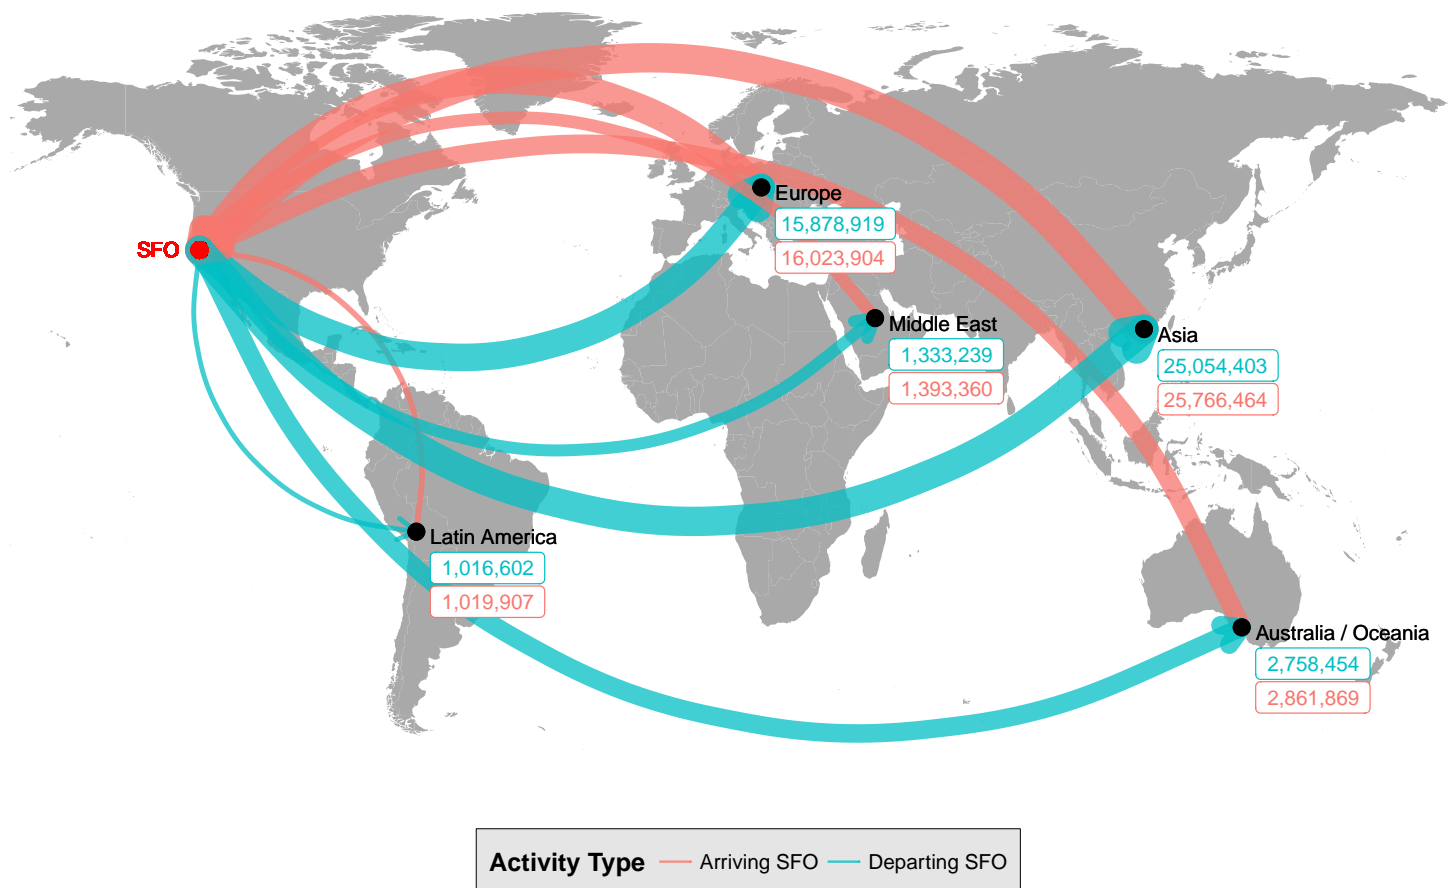 SFO
Europe
15,878,919
16,023,904
Middle East
1,333,239
1,393,360
Asia
25,054,403
25,766,464
Latin America
1,016,602
1,019,907
Australia / Oceania
2,758,454
2,861,869
Activity Type Arriving SFO Departing SFO